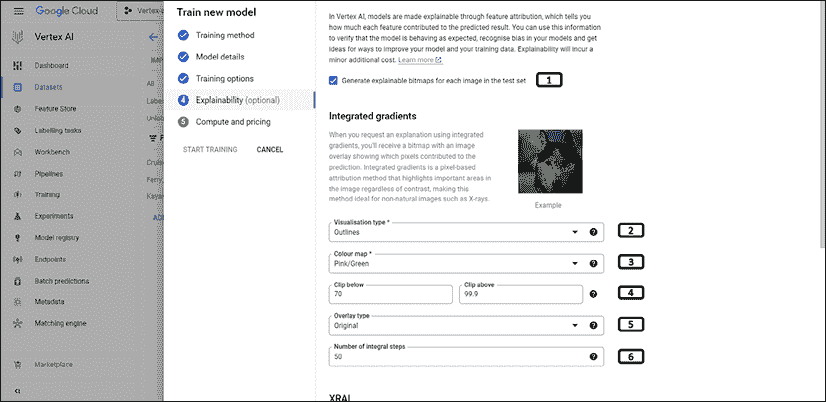 Google Cloud
Vertex-a
Vertex AI
Dashboard
Datasets
Feature Store
Labelling tasks
Workbench
Pipelines
Training
Experiments
Model registry
Endpoints
Batch predictions
Metadata
Matching engine
Marketplace
All
Labe
Unla
F
Cruis
Ferry
Kaya
AD
Train new model
Training method
Model details
Training options
4 Explainability (optional)
5 Compute and pricing
START TRAINING CANCEL
In Vertex AI, models are made explainable through feature attribution, which tells you
how much each feature contributed to the predicted result. You can use this information
to verify that the model is behaving as expected, recognise bias in your models and get
ideas for ways to improve your model and your training data. Explainability will incur a
minor additional cost. Learn more
Generate explainable bitmaps for each image in the test set 1
Integrated gradients
When you request an explanation using integrated
gradients, you'll receive a bitmap with an image
overlay showing which pixels contributed to the
prediction. Integrated gradients is a pixel-based
attribution method that highlights important areas in
the image regardless of contrast, making this
method ideal for non-natural images such as X-rays.
Example
Visualisation type *
Outlines 2
Colour map *
Pink/Green 3
Clip below Clip above
70 99.9 4
Overlay type
Original 5
Number of integral steps
50 6
XRAI